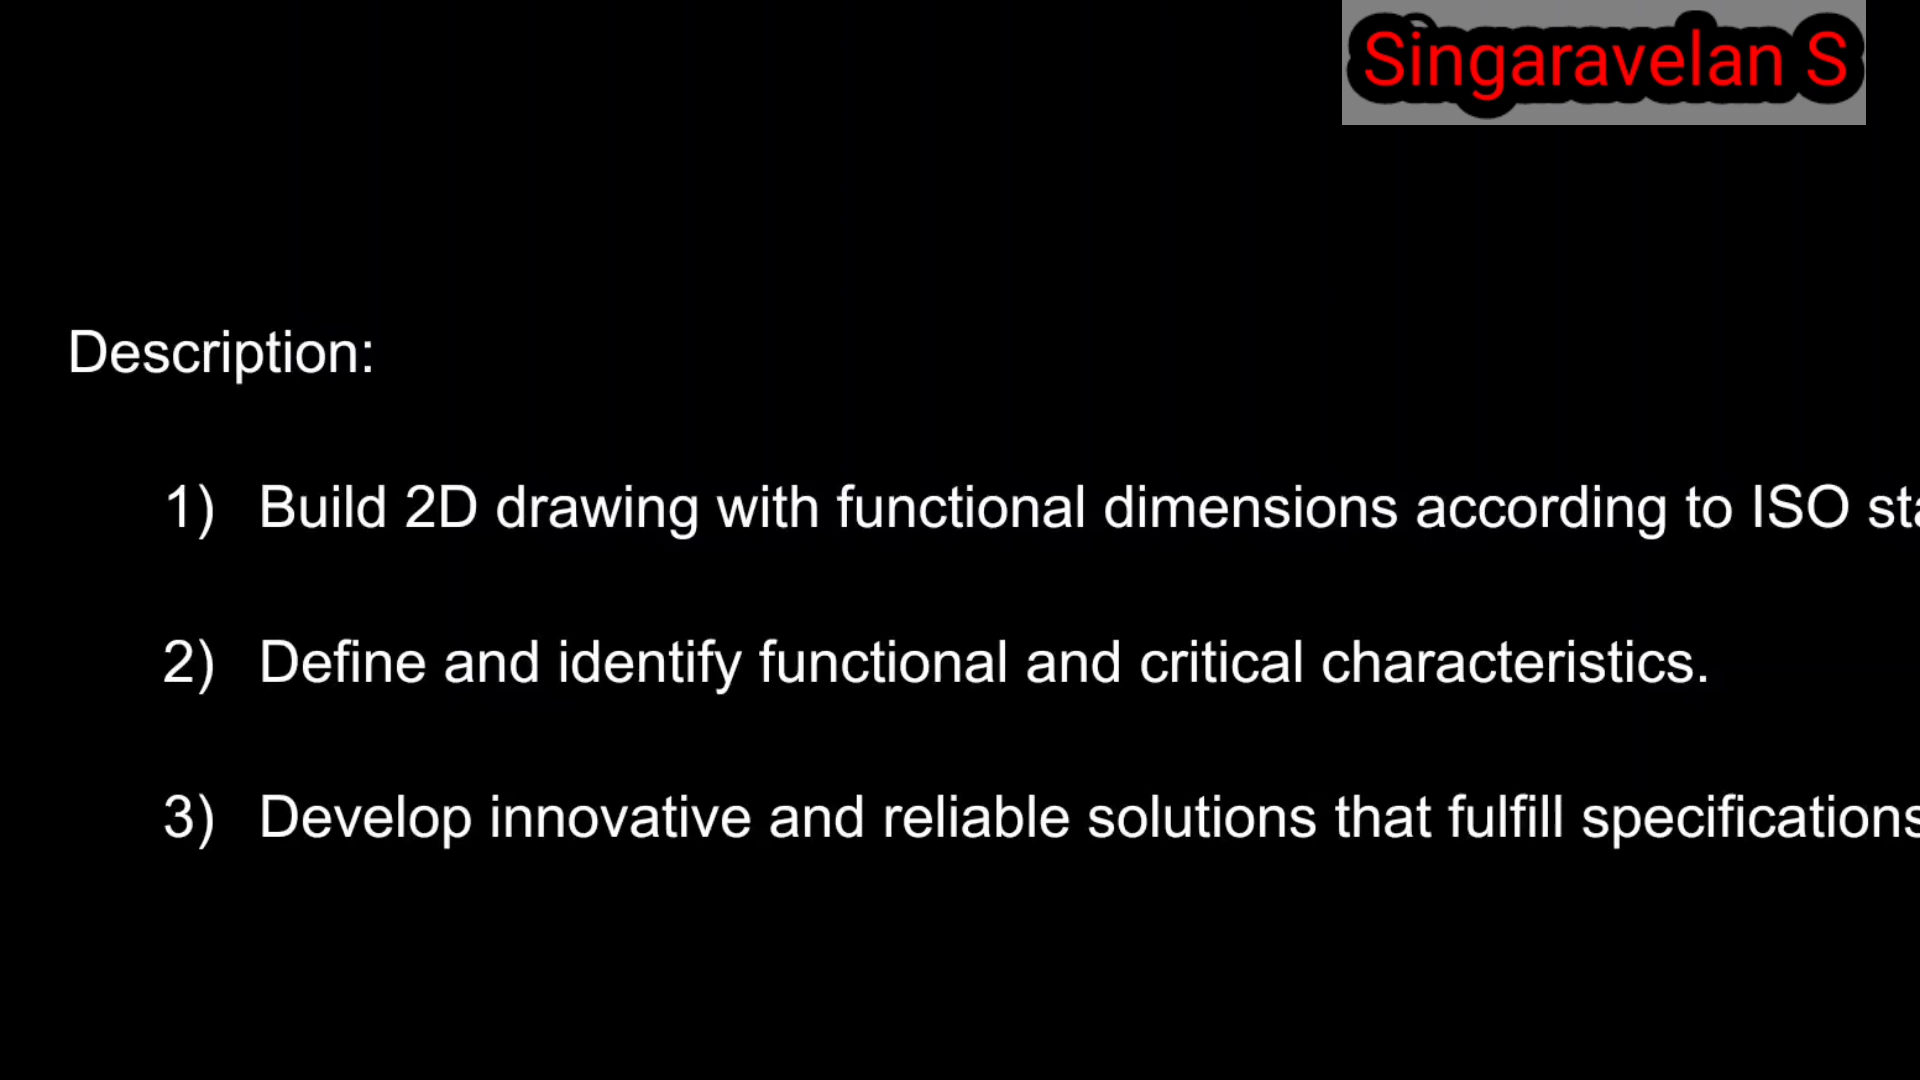 Singaravelan S
Description:
1) Build 2D drawing with functional dimensions according to ISO
2) Define and identify functional and critical characteristics.
3) Develop innovative and reliable solutions that fulfill specifications